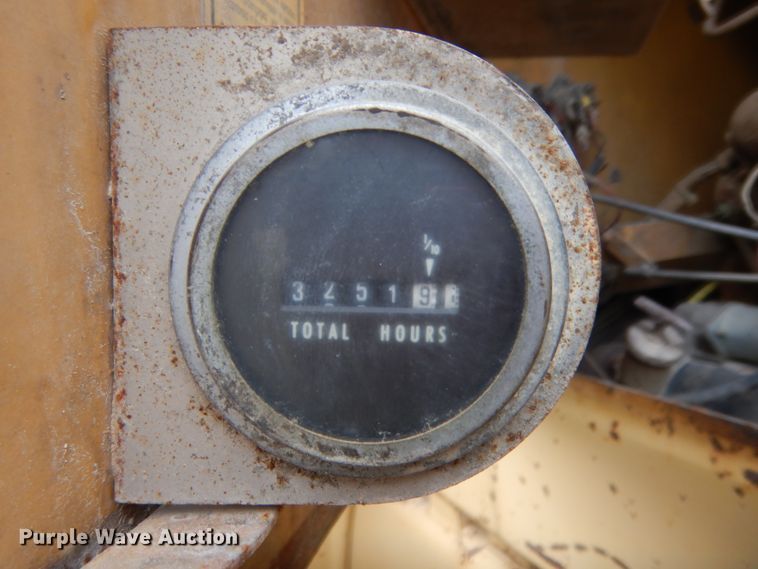 1/10
3 2 5 1 9
TOTAL HOURS
Purple Wave Auction